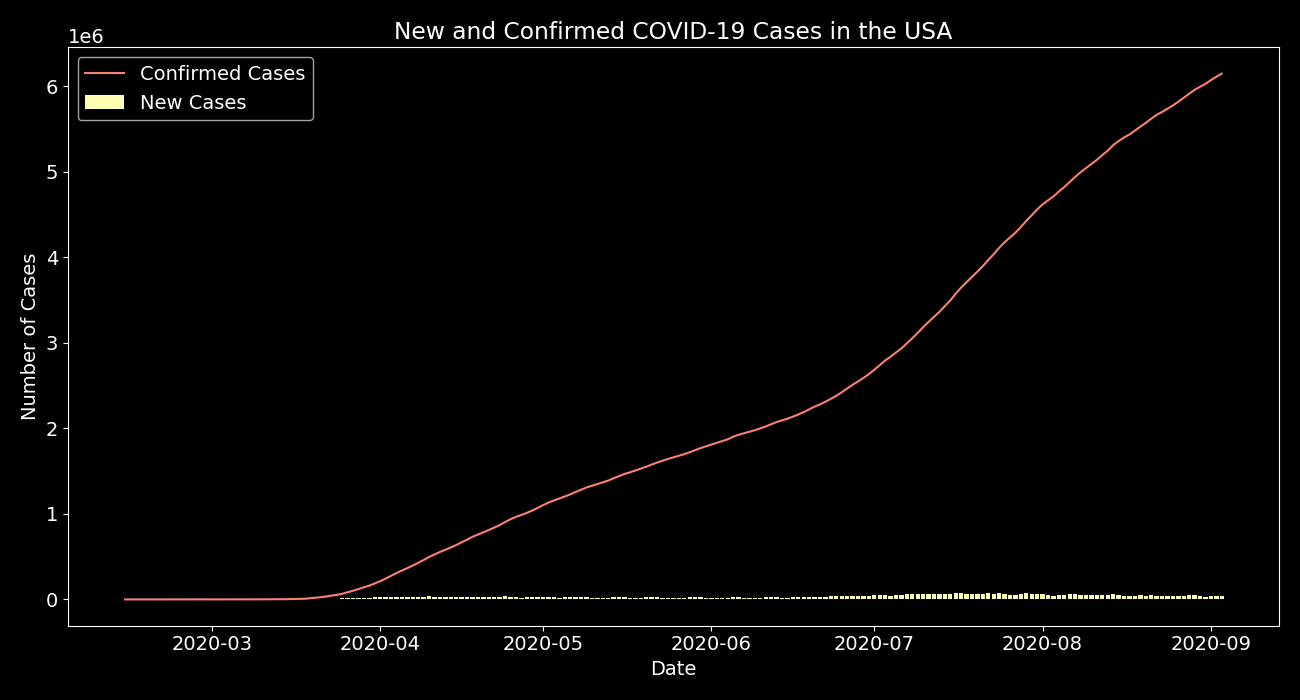 New and Confirmed COVID-19 Cases in the USA
1e6
Confirmed Cases
New Cases
6
5
4
3
2
1
0
Number of Cases
2020-03 2020-04 2020-05 2020-06 2020-07 2020-08 2020-09
Date